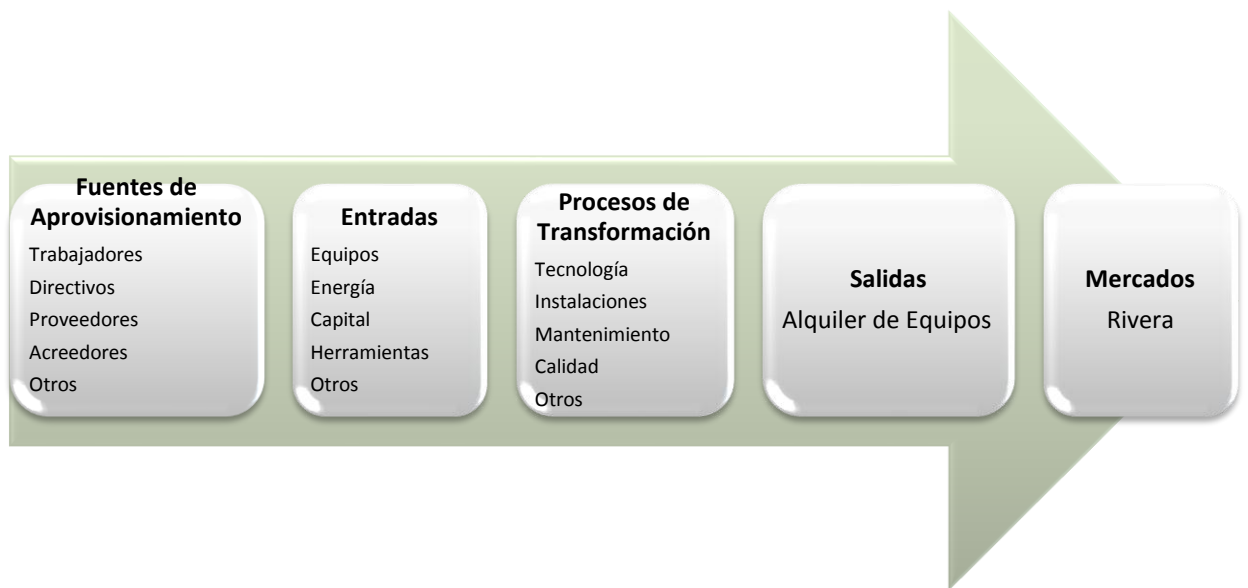 Fuentes de
Aprovisionamiento
Trabajadores
Directivos
Proveedores
Acreedores
Otros
Entradas
Equipos
Energía
Capital
Herramientas
Otros
Procesos de
Transformación
Tecnología
Instalaciones
Mantenimiento
Calidad
Otros
Salidas
Alquiler de Equipos
Mercados
Rivera